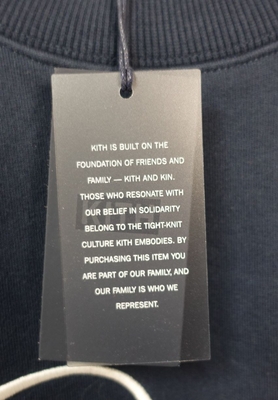 KITH IS BUILT ON THE
FOUNDATION OF FRIENDS AND
FAMILY — KITH AND KIN.
THOSE WHO RESONATE WITH
OUR BELIEF IN SOLIDARITY
BELONG TO THE TIGHT-KNIT
CULTURE KITH EMBODIES. BY
PURCHASING THIS ITEM YOU
ARE PART OF OUR FAMILY, AND
OUR FAMILY IS WHO WE
REPRESENT.
KITH